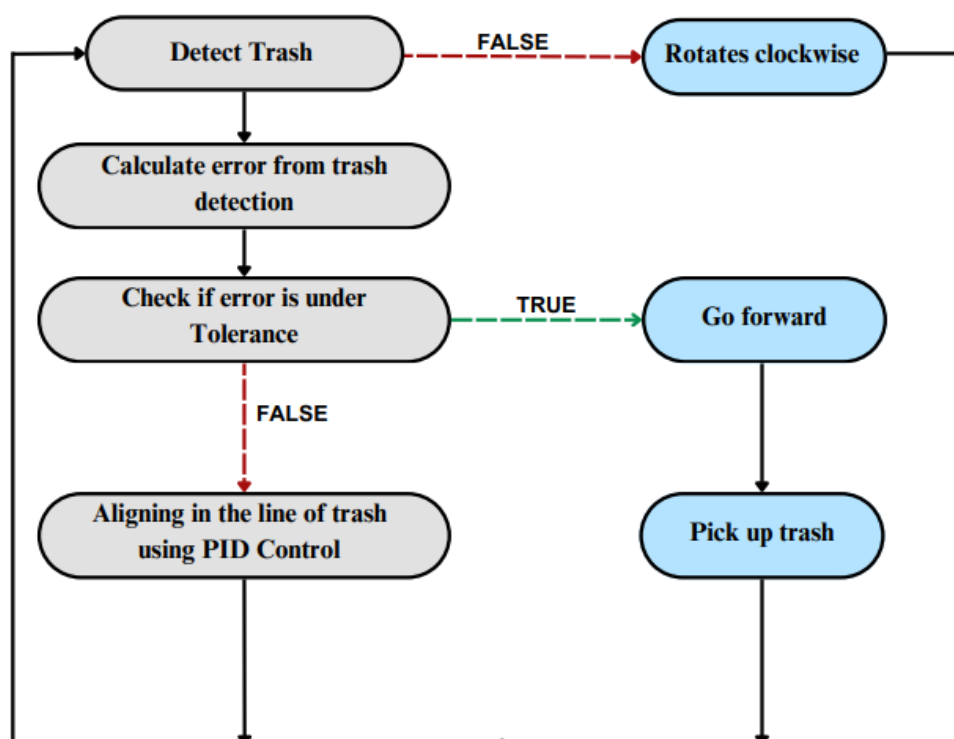 Detect Trash
FALSE
Rotates clockwise
Calculate error from trash
detection
Check if error is under
Tolerance
TRUE
Go forward
FALSE
Aligning in the line of trash
using PID Control
Pick up trash